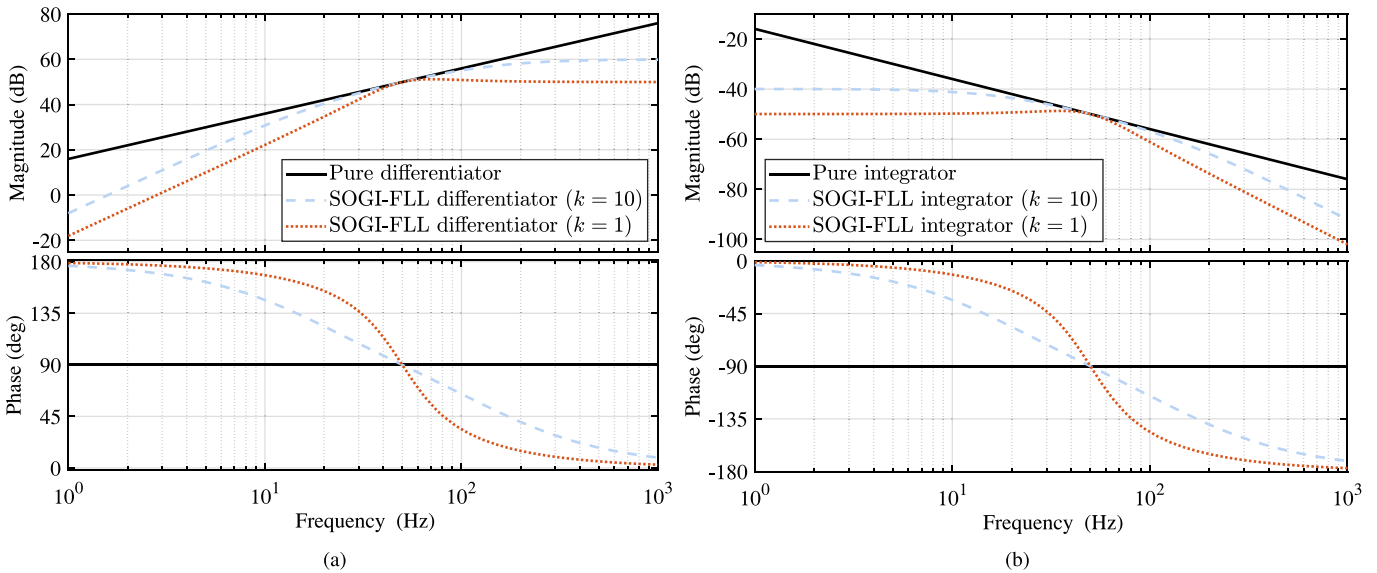 80
60
40
20
0
-20
Magnitude (dB)
Pure differentiator
SOGI-FLL differentiator (k = 10)
SOGI-FLL differentiator (k = 1)
180
135
90
45
0
Phase (deg)
10^0
10^1
10^2
10^3
Frequency (Hz)
(a)
-20
-40
-60
-80
-100
Magnitude (dB)
Pure integrator
SOGI-FLL integrator (k = 10)
SOGI-FLL integrator (k = 1)
0
-45
-90
-135
-180
Phase (deg)
10^0
10^1
10^2
10^3
Frequency (Hz)
(b)